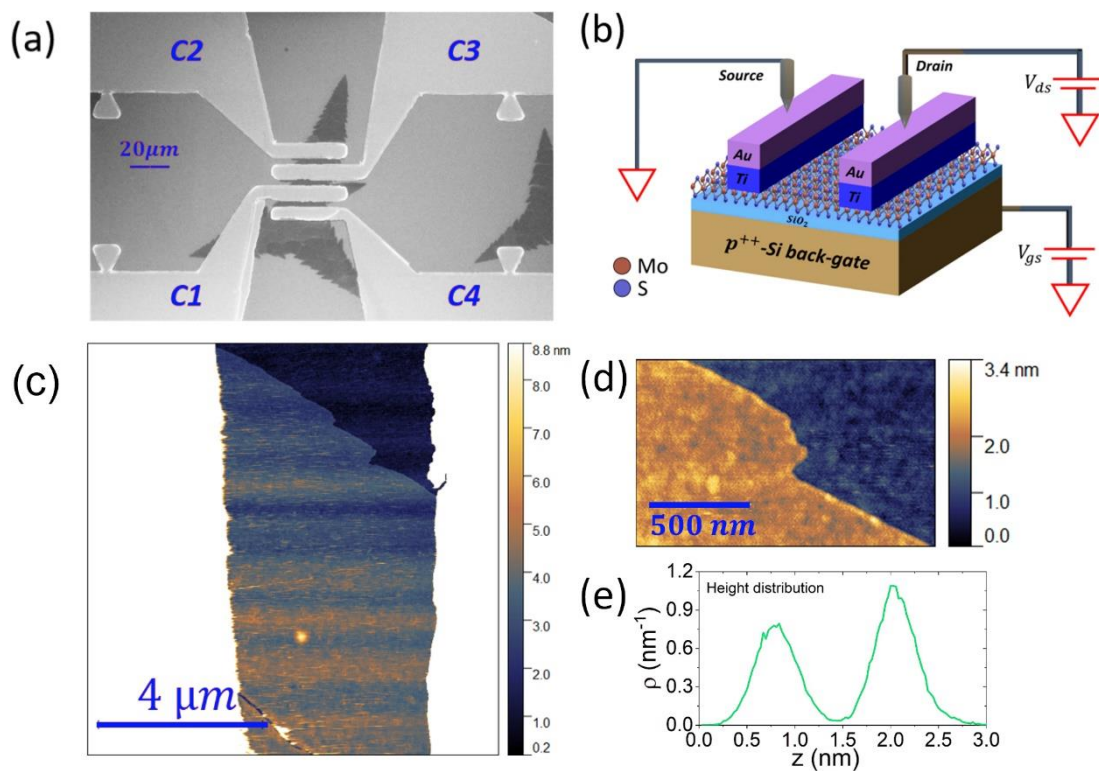 (a)
C2
C3
20μm
C1
C4
(b)
Source
Drain
V_ds
Au
Ti
Au
Ti
SiO₂
p⁺⁺-Si back-gate
V_gs
Mo
S
(c)
8.8 nm
8.0
7.0
6.0
5.0
4.0
3.0
2.0
1.0
0.2
4 μm
(d)
3.4 nm
2.0
1.0
0.0
500 nm
(e)
Height distribution
1.2
0.9
0.6
0.3
0.0
ρ (nm⁻¹)
0.0 0.5 1.0 1.5 2.0 2.5 3.0
z (nm)